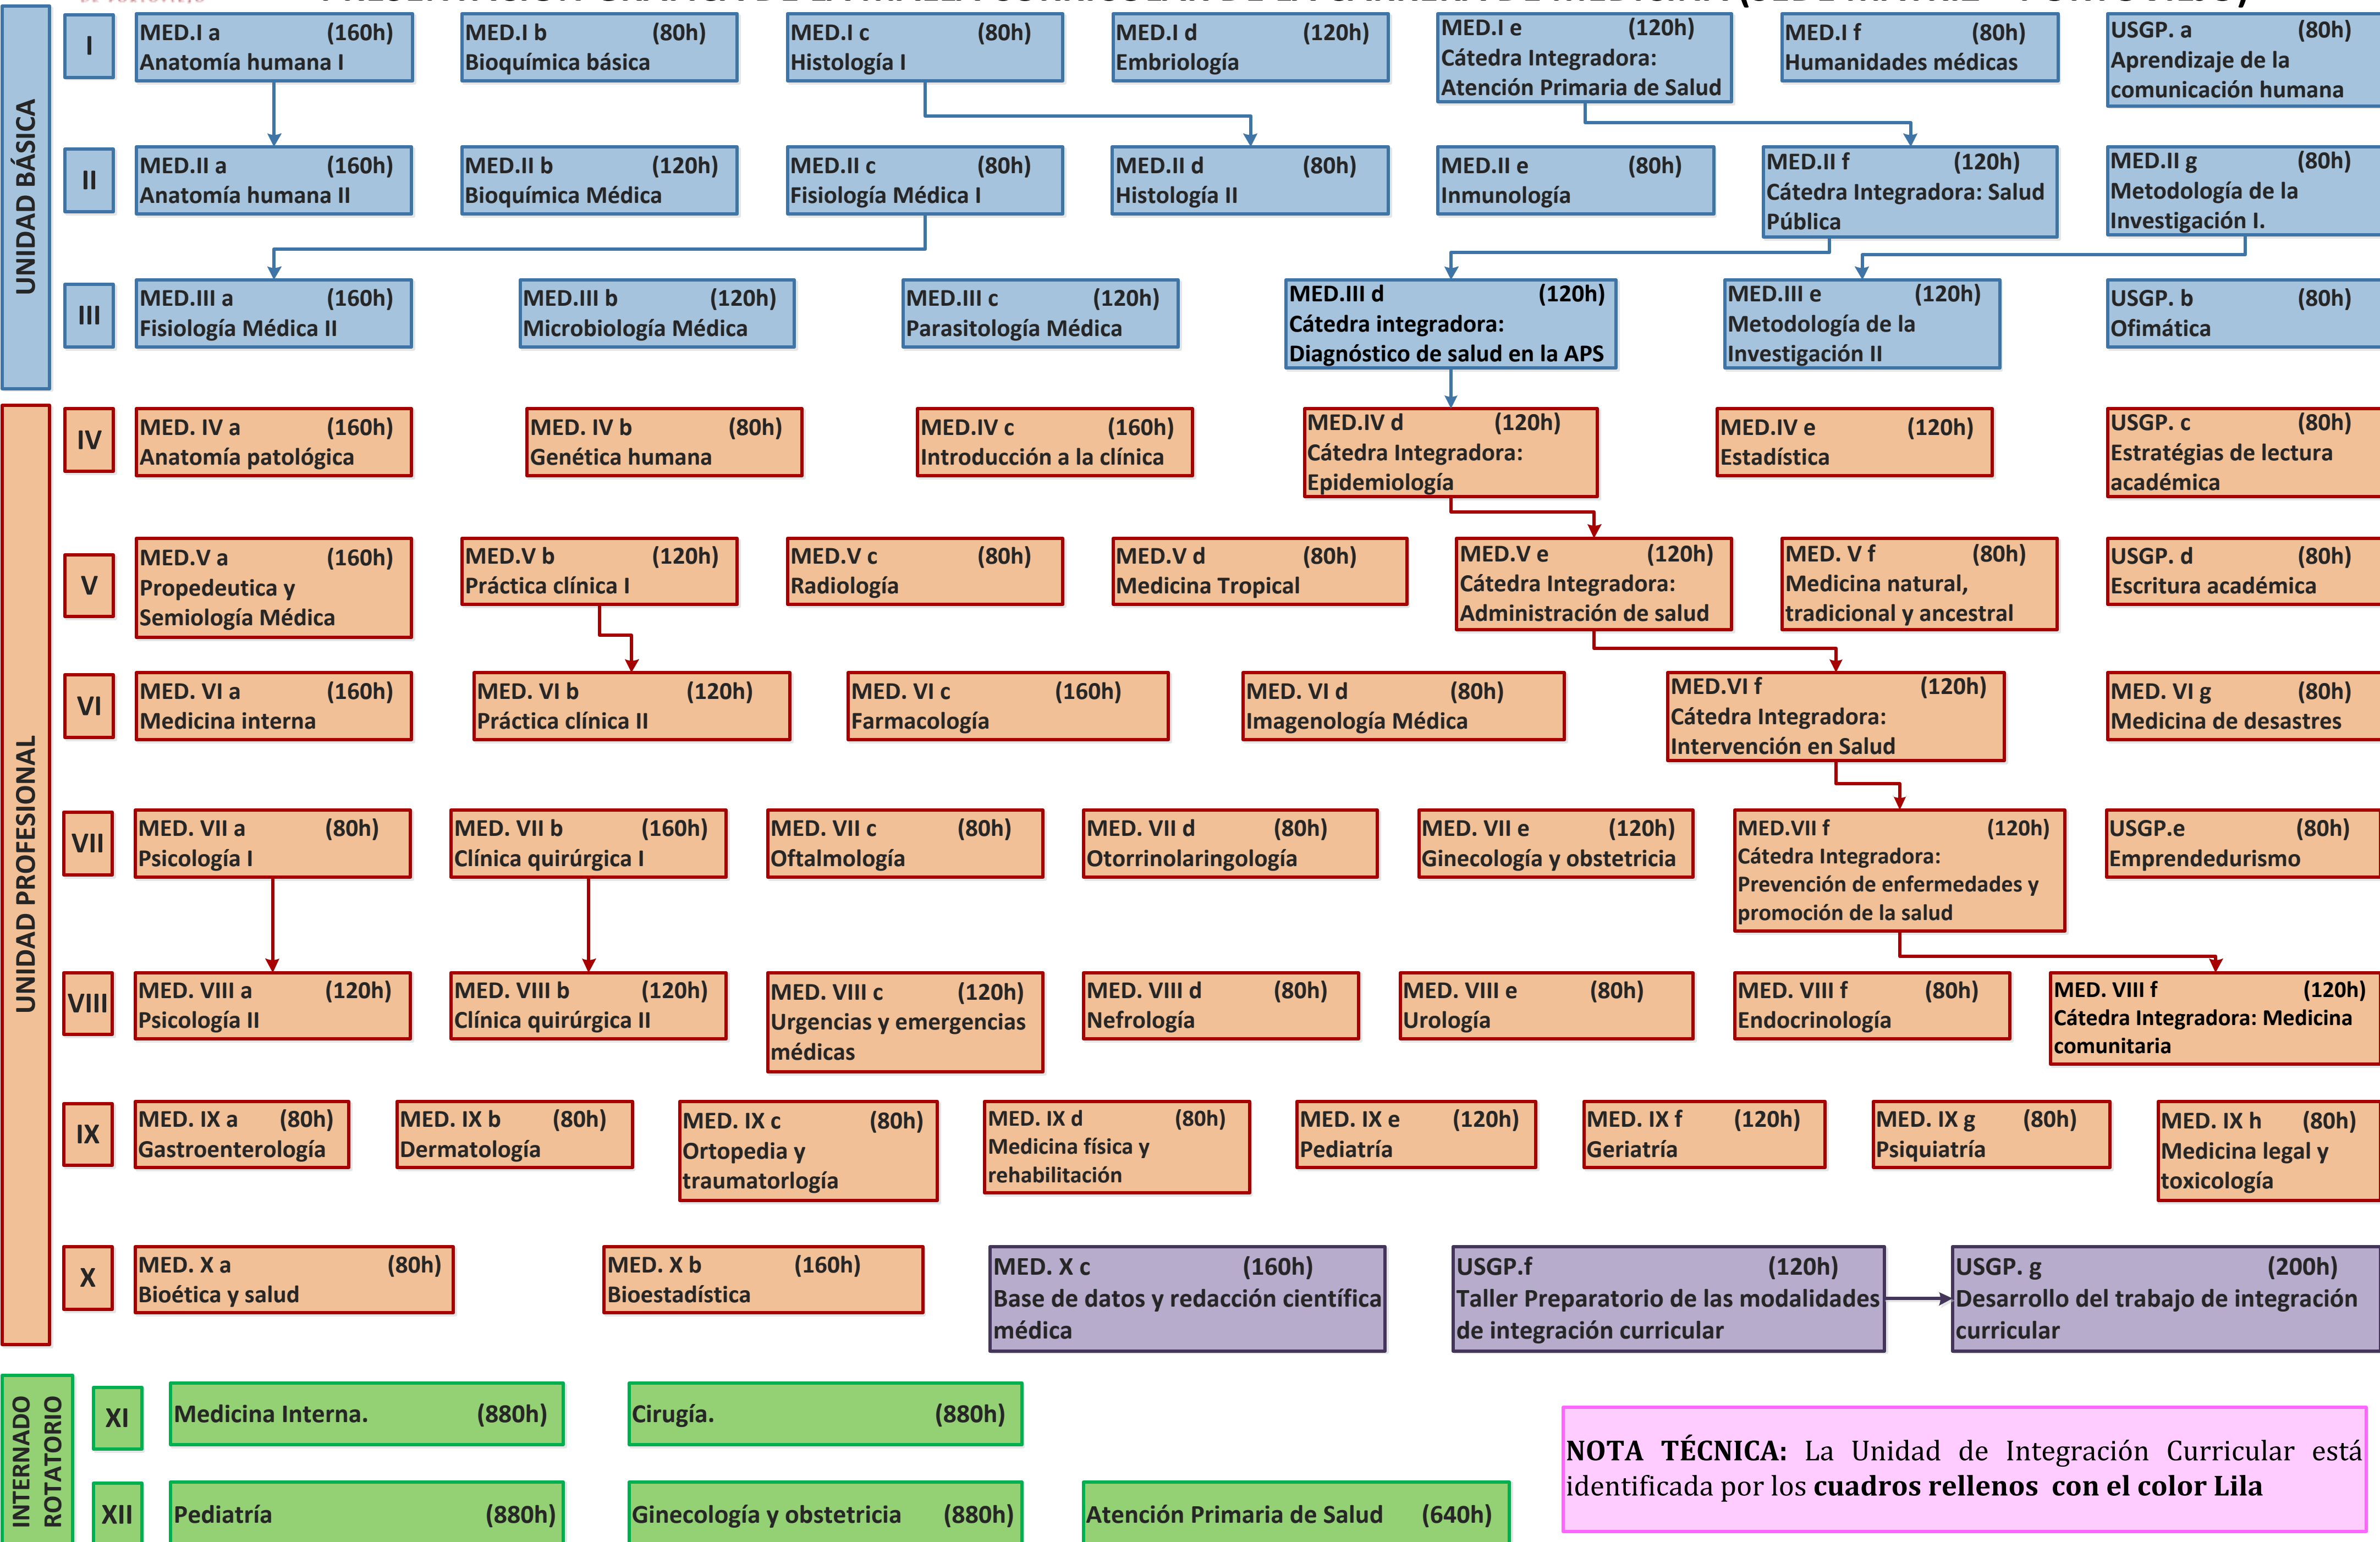 PRESENTACIÓN GRÁFICA DE LA MALLA CURRICULAR DE LA CARRERA DE MEDICINA (SEDE MATRIZ - PORTOVIEJO)
UNIDAD BÁSICA
I
MED.I a (160h)
Anatomía humana I
MED.I b (80h)
Bioquímica básica
MED.I c (80h)
Histología I
MED.I d (120h)
Embriología
MED.I e (120h)
Cátedra Integradora:
Atención Primaria de Salud
MED.I f (80h)
Humanidades médicas
USGP. a (80h)
Aprendizaje de la
comunicación humana
II
MED.II a (160h)
Anatomía humana II
MED.II b (120h)
Bioquímica Médica
MED.II c (80h)
Fisiología Médica I
MED.II d (80h)
Histología II
MED.II e (80h)
Inmunología
MED.II f (120h)
Cátedra Integradora: Salud
Pública
MED.II g (80h)
Metodología de la
Investigación I.
III
MED.III a (160h)
Fisiología Médica II
MED.III b (120h)
Microbiología Médica
MED.III c (120h)
Parasitología Médica
MED.III d (120h)
Cátedra integradora:
Diagnóstico de salud en la APS
MED.III e (120h)
Metodología de la
Investigación II
USGP. b (80h)
Ofimática
UNIDAD PROFESIONAL
IV
MED. IV a (160h)
Anatomía patológica
MED. IV b (80h)
Genética humana
MED.IV c (160h)
Introducción a la clínica
MED.IV d (120h)
Cátedra Integradora:
Epidemiología
MED.IV e (120h)
Estadística
USGP. c (80h)
Estratégias de lectura
académica
V
MED.V a (160h)
Propedeutica y
Semiología Médica
MED.V b (120h)
Práctica clínica I
MED.V c (80h)
Radiología
MED.V d (80h)
Medicina Tropical
MED.V e (120h)
Cátedra Integradora:
Administración de salud
MED. V f (80h)
Medicina natural,
tradicional y ancestral
USGP. d (80h)
Escritura académica
VI
MED. VI a (160h)
Medicina interna
MED. VI b (120h)
Práctica clínica II
MED. VI c (160h)
Farmacología
MED. VI d (80h)
Imagenología Médica
MED.VI f (120h)
Cátedra Integradora:
Intervención en Salud
MED. VI g (80h)
Medicina de desastres
VII
MED. VII a (80h)
Psicología I
MED. VII b (160h)
Clínica quirúrgica I
MED. VII c (80h)
Oftalmología
MED. VII d (80h)
Otorrinolaringología
MED. VII e (120h)
Ginecología y obstetricia
MED.VII f (120h)
Cátedra Integradora:
Prevención de enfermedades y
promoción de la salud
USGP.e (80h)
Emprendedurismo
VIII
MED. VIII a (120h)
Psicología II
MED. VIII b (120h)
Clínica quirúrgica II
MED. VIII c (120h)
Urgencias y emergencias
médicas
MED. VIII d (80h)
Nefrología
MED. VIII e (80h)
Urología
MED. VIII f (80h)
Endocrinología
MED. VIII f (120h)
Cátedra Integradora: Medicina
comunitaria
IX
MED. IX a (80h)
Gastroenterología
MED. IX b (80h)
Dermatología
MED. IX c (80h)
Ortopedia y
traumatorlogía
MED. IX d (80h)
Medicina física y
rehabilitación
MED. IX e (120h)
Pediatría
MED. IX f (120h)
Geriatría
MED. IX g (80h)
Psiquiatría
MED. IX h (80h)
Medicina legal y
toxicología
X
MED. X a (80h)
Bioética y salud
MED. X b (160h)
Bioestadística
MED. X c (160h)
Base de datos y redacción científica
médica
USGP.f (120h)
Taller Preparatorio de las modalidades
de integración curricular
USGP. g (200h)
Desarrollo del trabajo de integración
curricular
INTERNADO
ROTATORIO
XI
Medicina Interna. (880h)
Cirugía. (880h)
XII
Pediatría (880h)
Ginecología y obstetricia (880h)
Atención Primaria de Salud (640h)
NOTA TÉCNICA: La Unidad de Integración Curricular está
identificada por los cuadros rellenos con el color Lila